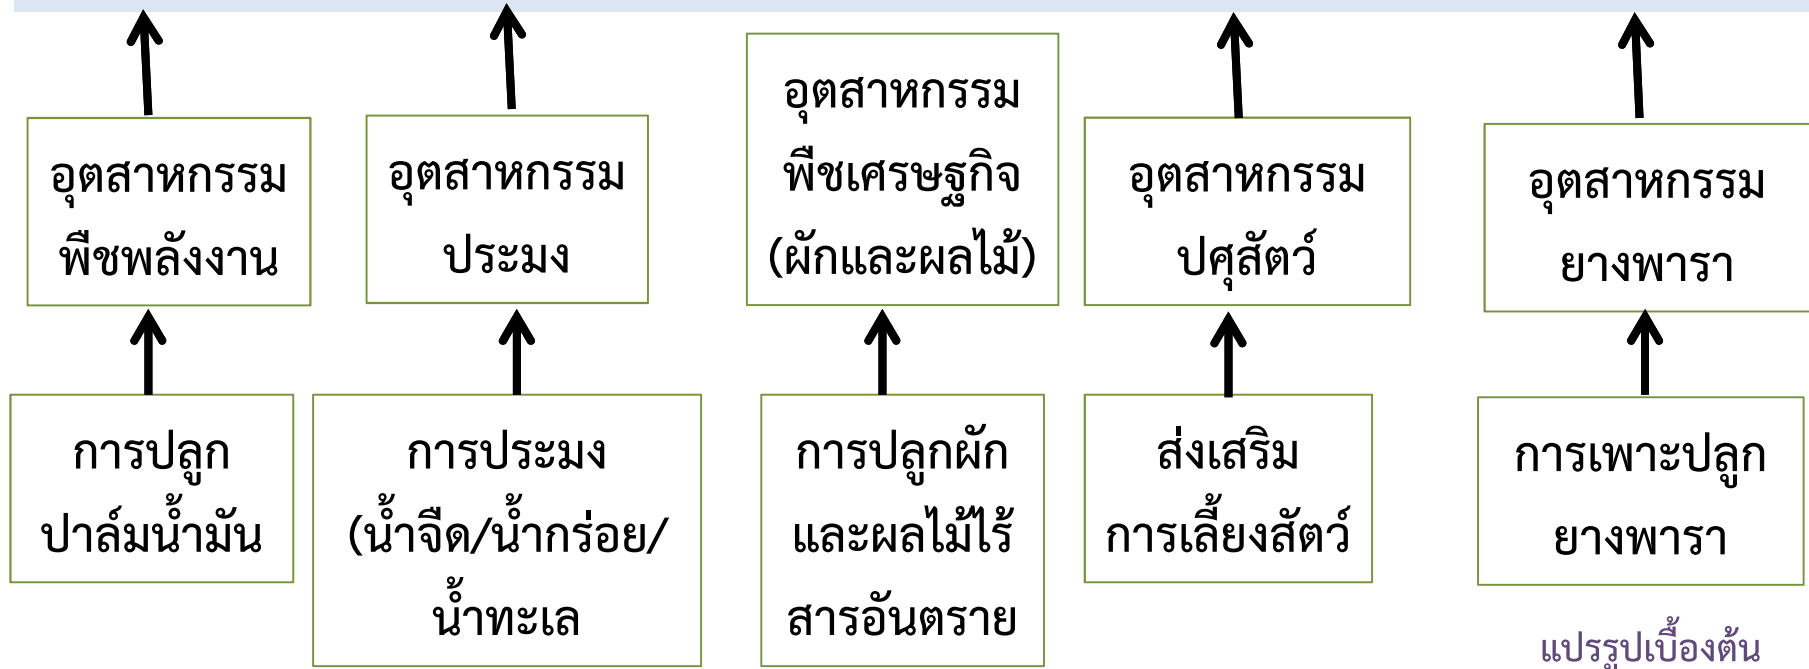 อุตสาหกรรม
พืชพลังงาน
อุตสาหกรรม
ประมง
อุตสาหกรรม
พืชเศรษฐกิจ
(ผักและผลไม้)
อุตสาหกรรม
ปศุสัตว์
อุตสาหกรรม
ยางพารา
การปลูก
ปาล์มน้ำมัน
การประมง
(น้ำจืด/น้ำกร่อย/
น้ำทะเล
การปลูกผัก
และผลไม้ไร้
สารอันตราย
ส่งเสริม
การเลี้ยงสัตว์
การเพาะปลูก
ยางพารา
แปรรูปเบื้องต้น